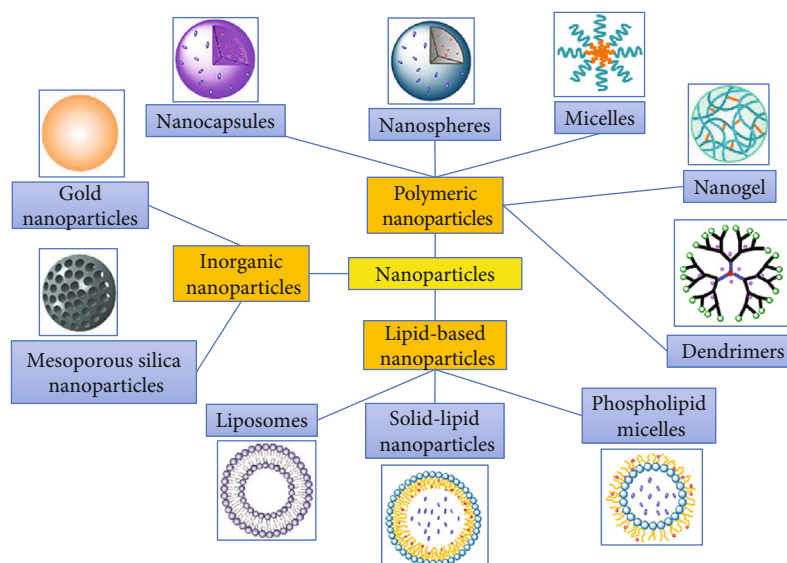 Nanocapsules
Nanospheres
Micelles
Gold
nanoparticles
Polymeric
nanoparticles
Nanogel
Inorganic
nanoparticles
Nanoparticles
Mesoporous silica
nanoparticles
Lipid-based
nanoparticles
Dendrimers
Liposomes
Solid-lipid
nanoparticles
Phospholipid
micelles